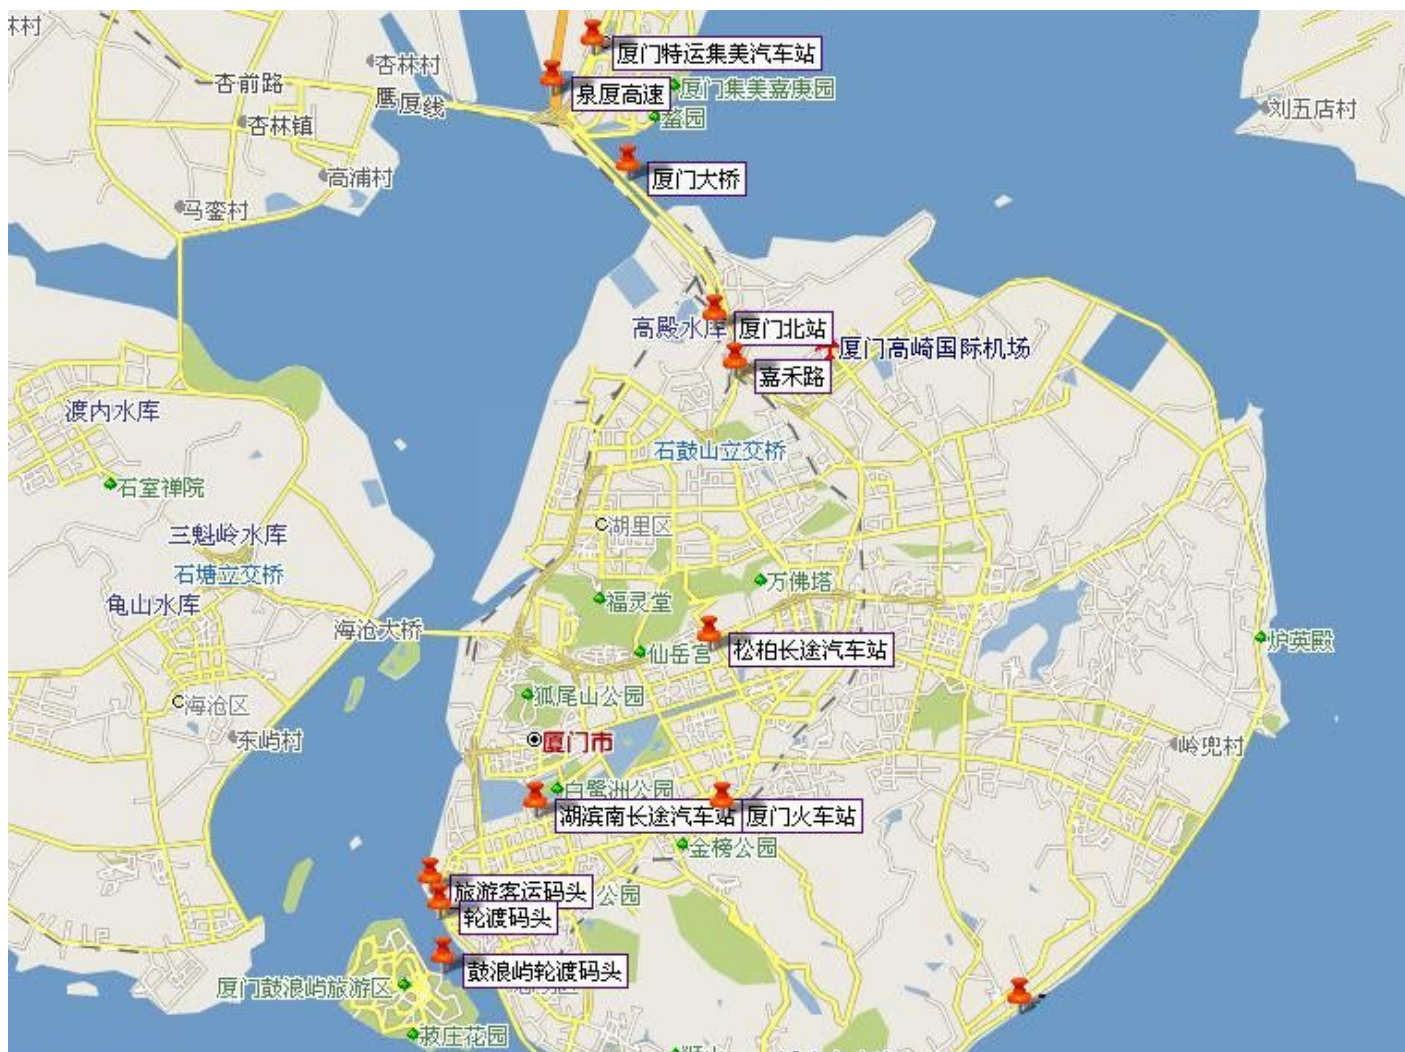 林村
厦门特运集美汽车站
杏林村
杏前路
泉厦高速
厦门集美嘉庚园
鹰厦线
刘五店村
鳌园
杏林镇
高浦村
厦门大桥
马銮村
高殿水库
厦门北站
厦门高崎国际机场
嘉禾路
渡内水库
石鼓山立交桥
石室禅院
湖里区
三魁岭水库
石塘立交桥
万佛塔
龟山水库
福灵堂
海沧大桥
炉英殿
仙岳宫
松柏长途汽车站
狐尾山公园
海沧区
东屿村
厦门市
岭兜村
白鹭洲公园
湖滨南长途汽车站
厦门火车站
金榜公园
旅游客运码头
公园
轮渡码头
鼓浪屿轮渡码头
厦门鼓浪屿旅游区
菽庄花园